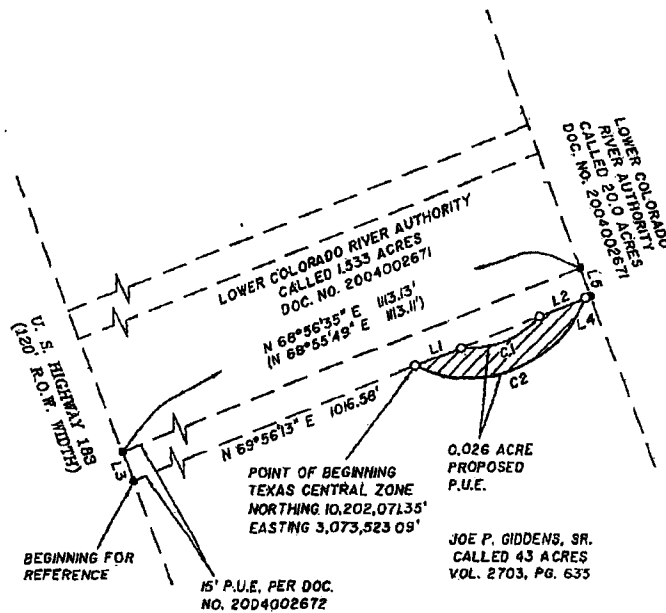 LOWER COLORADO
RIVER AUTHORITY
CALLED 20.0 ACRES
DOC. NO. 2004002671
LOWER COLORADO RIVER AUTHORITY
CALLED 1.533 ACRES
DOC. NO. 2004002671
N 68°56'35" E 1113.13'
(N 68°55'49" E 1113.11')
L5
L2
L4
L1
C1
C2
U. S. HIGHWAY 183
(120' R.O.W. WIDTH)
L3
N 69°56'13" E 1016.58'
POINT OF BEGINNING
TEXAS CENTRAL ZONE
NORTHING 10,202,071.35'
EASTING 3,073,523 09'
0.026 ACRE
PROPOSED
P.U.E.
BEGINNING FOR
REFERENCE
15' P.U.E. PER DOC.
NO. 2004002672
JOE P. GIDDENS, SR.
CALLED 43 ACRES
VOL. 2703, PG. 635